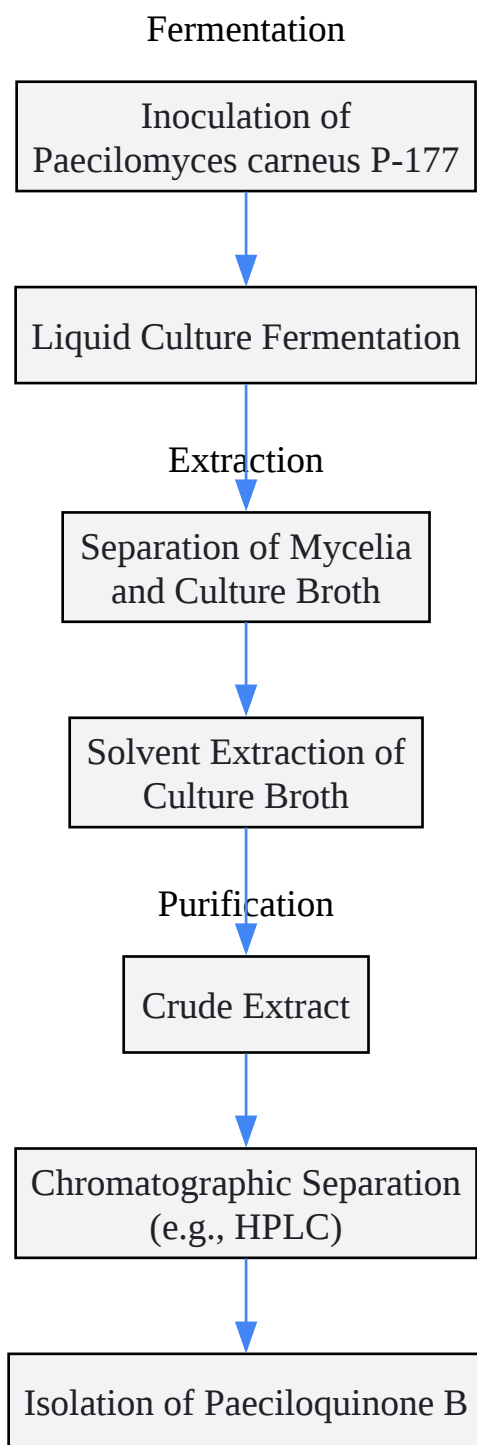 Fermentation
Inoculation of
Paecilomyces carneus P-177
Liquid Culture Fermentation
Extraction
Separation of Mycelia
and Culture Broth
Solvent Extraction of
Culture Broth
Purification
Crude Extract
Chromatographic Separation
(e.g., HPLC)
Isolation of Paeciloquinone B